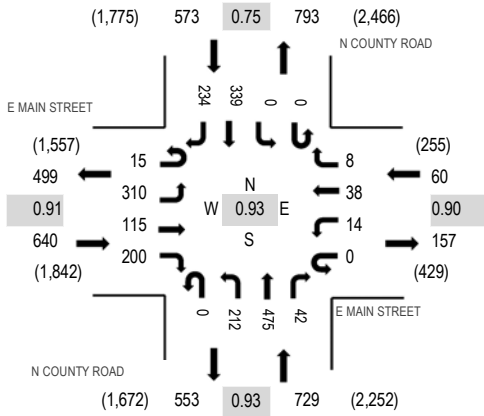 (1,775) 573 0.75 793 (2,466)
N COUNTY ROAD
E MAIN STREET
234 339 0 0
(1,557) (255)
15 8
499 60
310 38
N
0.91 W 0.93 E 0.90
S
115 14
640 157
200 0
(1,842) (429)
0 212 475 42
E MAIN STREET
N COUNTY ROAD
(1,672) 553 0.93 729 (2,252)